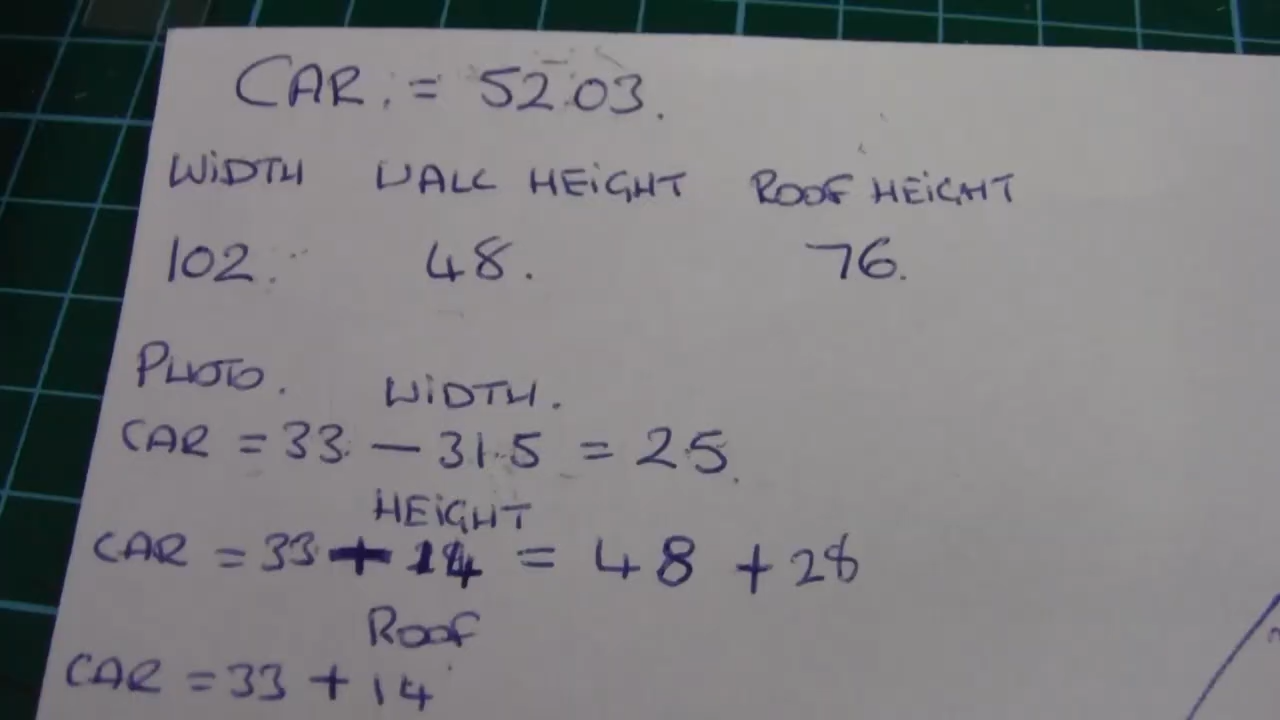 CAR. = 52.03.
WIDTH WALL HEIGHT ROOF HEIGHT
102. 48. 76.
PHOTO.
WIDTH.
CAR = 33 — 31.5 = 25.
HEIGHT
CAR = 33 + 14 = 48 + 28
ROOF
CAR = 33 + 14